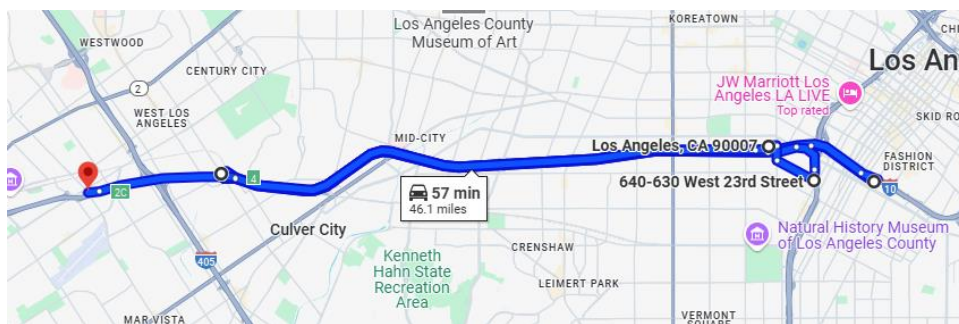 Los Angeles County
Museum of Art
KOREATOWN
WESTWOOD
CENTURY CITY
Los An
JW Marriott Los
Angeles LA LIVE
Top rated
2
WEST LOS
ANGELES
SKID RO
MID-CITY
Los Angeles, CA 90007
FASHION
DISTRICT
2C
4
57 min
46.1 miles
640-630 West 23rd Street
10
Culver City
Natural History Museum
of Los Angeles County
405
Kenneth
Hahn State
Recreation
Area
CRENSHAW
LEIMERT PARK
MAR VISTA
VERMONT
SQUARE